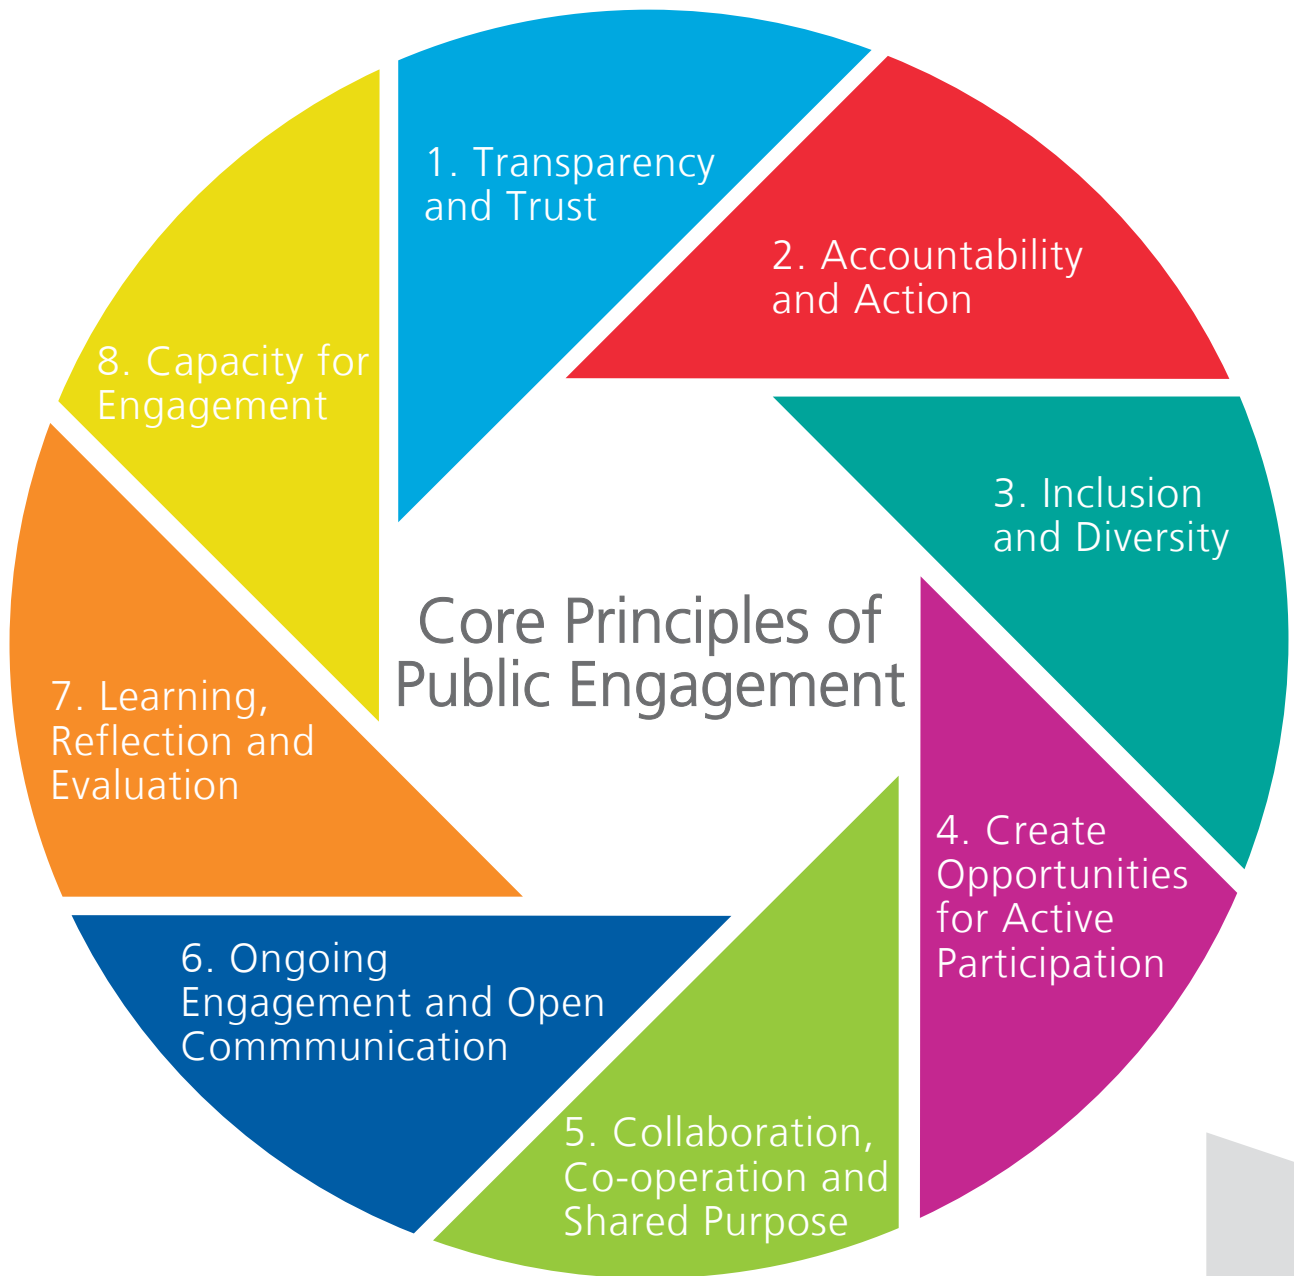 1. Transparency
and Trust
2. Accountability
and Action
3. Inclusion
and Diversity
4. Create
Opportunities
for Active
Participation
5. Collaboration,
Co-operation and
Shared Purpose
6. Ongoing
Engagement and Open
Commmunication
7. Learning,
Reflection and
Evaluation
8. Capacity for
Engagement
Core Principles of
Public Engagement